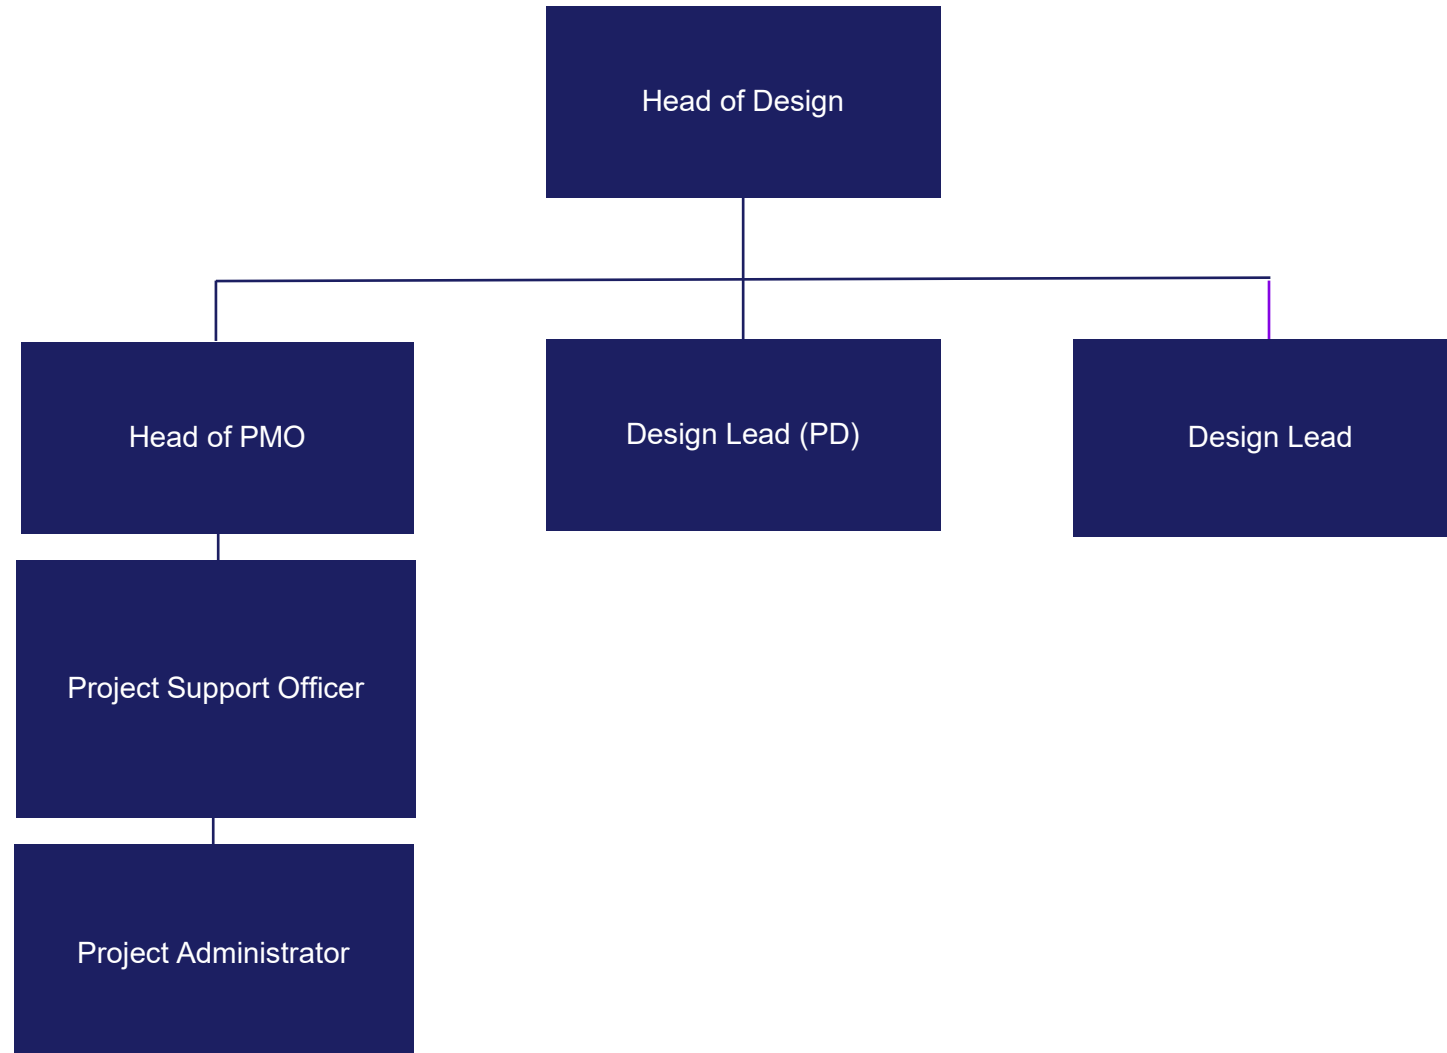 Head of Design
Head of PMO
Design Lead (PD)
Design Lead
Project Support Officer
Project Administrator